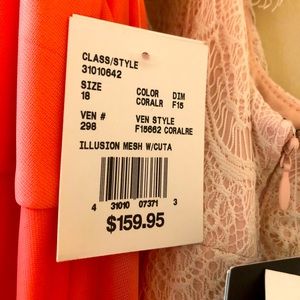 CLASS/STYLE
31010642
SIZE COLOR DIM
18 CORALR F15
VEN # VEN STYLE
298 F15662 CORALRE
ILLUSION MESH W/CUTA
4 31010 07371 3
$159.95